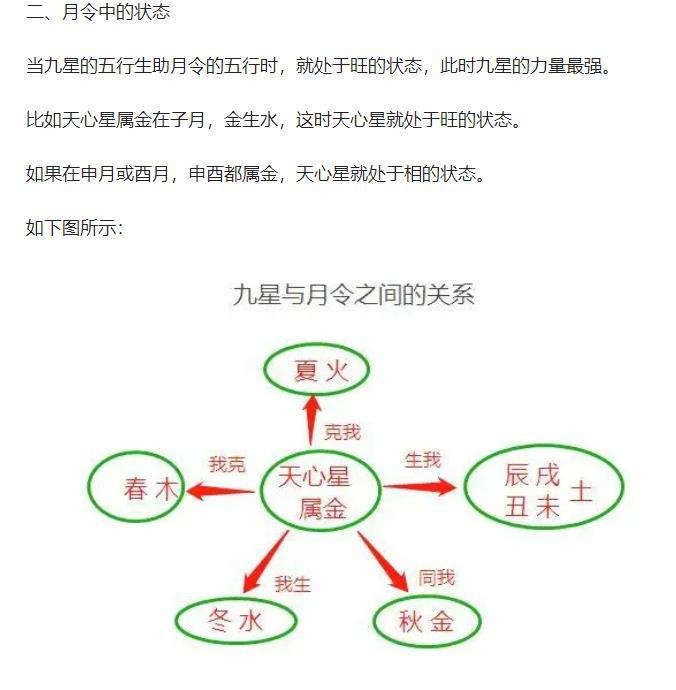 二、月令中的状态
当九星的五行生助月令的五行时，就处于旺的状态，此时九星的力量最强。
比如天心星属金在子月，金生水，这时天心星就处于旺的状态。
如果在申月或酉月，申酉都属金，天心星就处于相的状态。
如下图所示：
九星与月令之间的关系
夏 火
克我
我克
生我
春 木
天心星
属金
辰 戌
丑 未
土
我生
同我
冬 水
秋 金